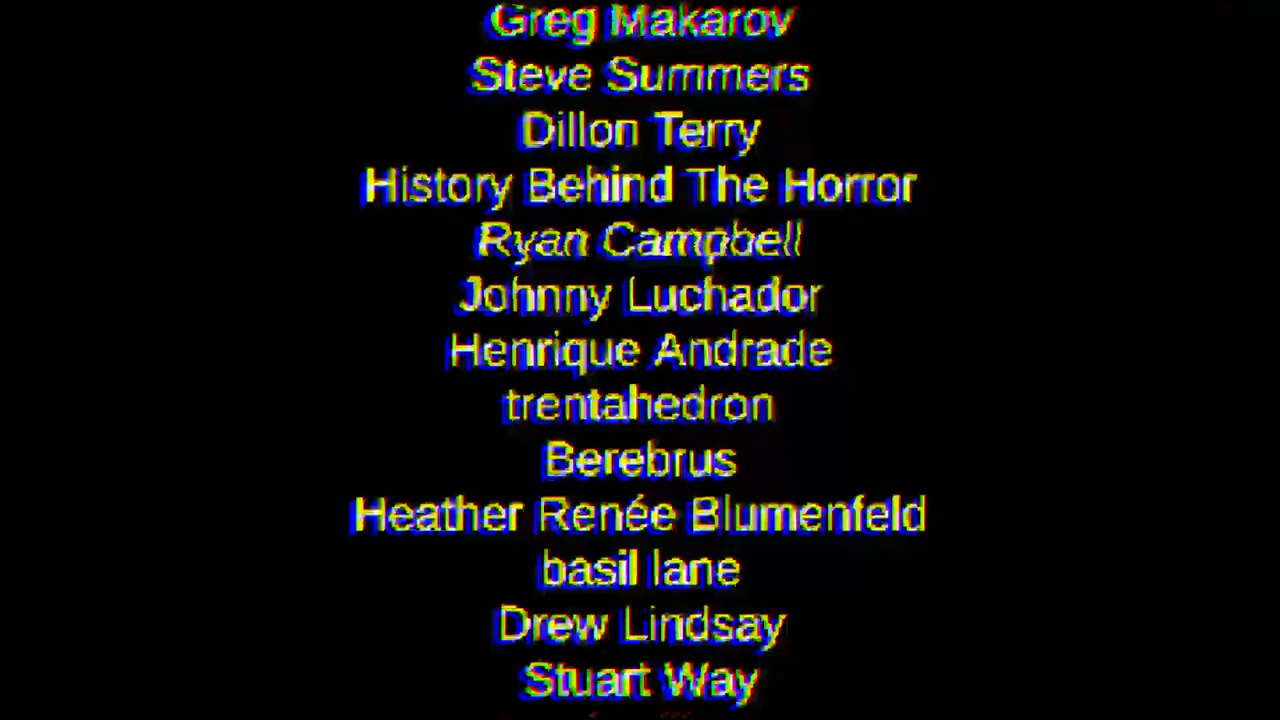 Greg Makarov
Steve Summers
Dillon Terry
History Behind The Horror
Ryan Campbell
Johnny Luchador
Henrique Andrade
trentahedron
Berebrus
Heather Renée Blumenfeld
basil lane
Drew Lindsay
Stuart Way